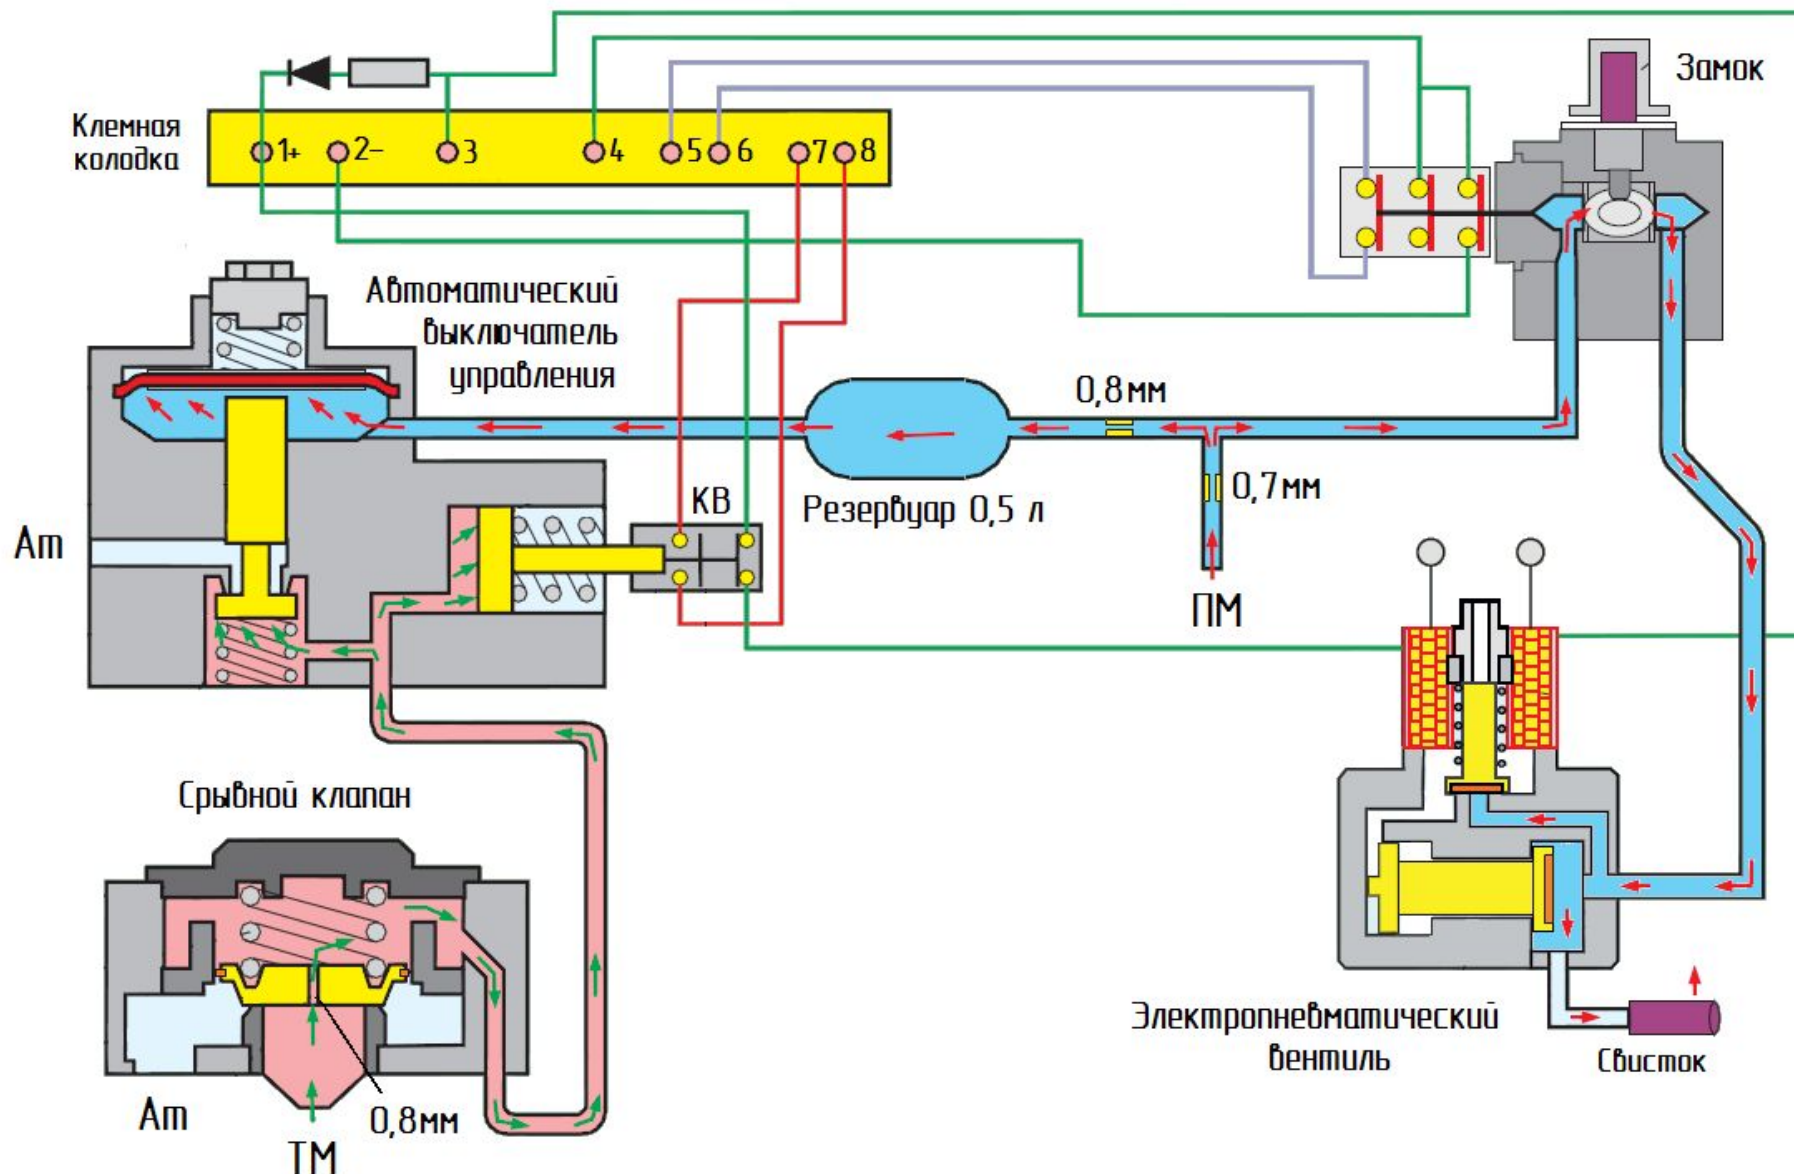 Замок
Клемная
колодка
1+
2–
3
4
5
6
7
8
Автоматический
выключатель
управления
0,8мм
КВ
Резервуар 0,5 л
0,7мм
Ат
ПМ
Срывной клапан
Электропневматический
вентиль
Свисток
Ат
0,8мм
ТМ